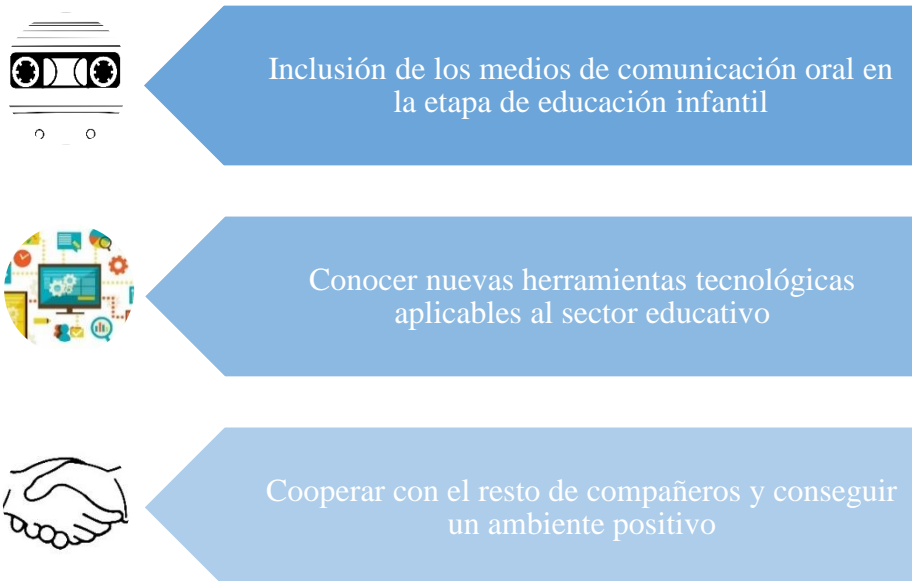 Inclusión de los medios de comunicación oral en
la etapa de educación infantil
Conocer nuevas herramientas tecnológicas
aplicables al sector educativo
Cooperar con el resto de compañeros y conseguir
un ambiente positivo